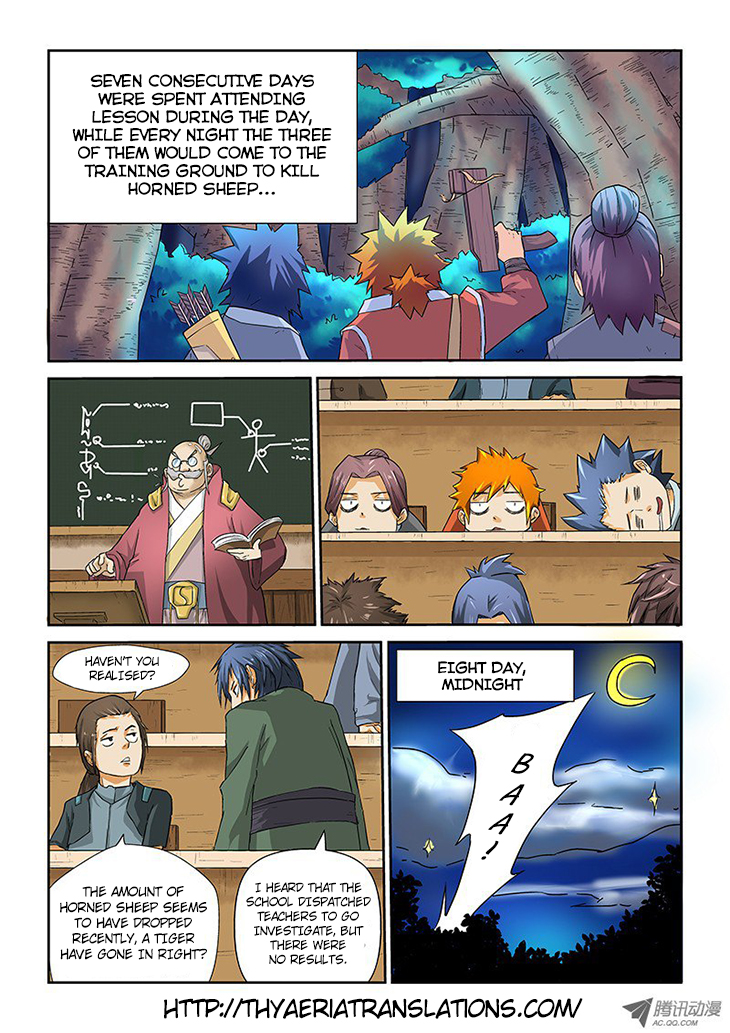 SEVEN CONSECUTIVE DAYS
WERE SPENT ATTENDING
LESSON DURING THE DAY,
WHILE EVERY NIGHT THE THREE
OF THEM WOULD COME TO THE
TRAINING GROUND TO KILL
HORNED SHEEP...
HAVEN'T YOU
REALISED?
THE AMOUNT OF
HORNED SHEEP SEEMS
TO HAVE DROPPED
RECENTLY, A TIGER
HAVE GONE IN RIGHT?
I HEARD THAT THE
SCHOOL DISPATCHED
TEACHERS TO GO
INVESTIGATE, BUT
THERE WERE
NO RESULTS.
EIGHT DAY,
MIDNIGHT
BAA!
HTTP://THYAERIATRANSLATIONS.COM/
腾讯动漫
AC.QQ.COM